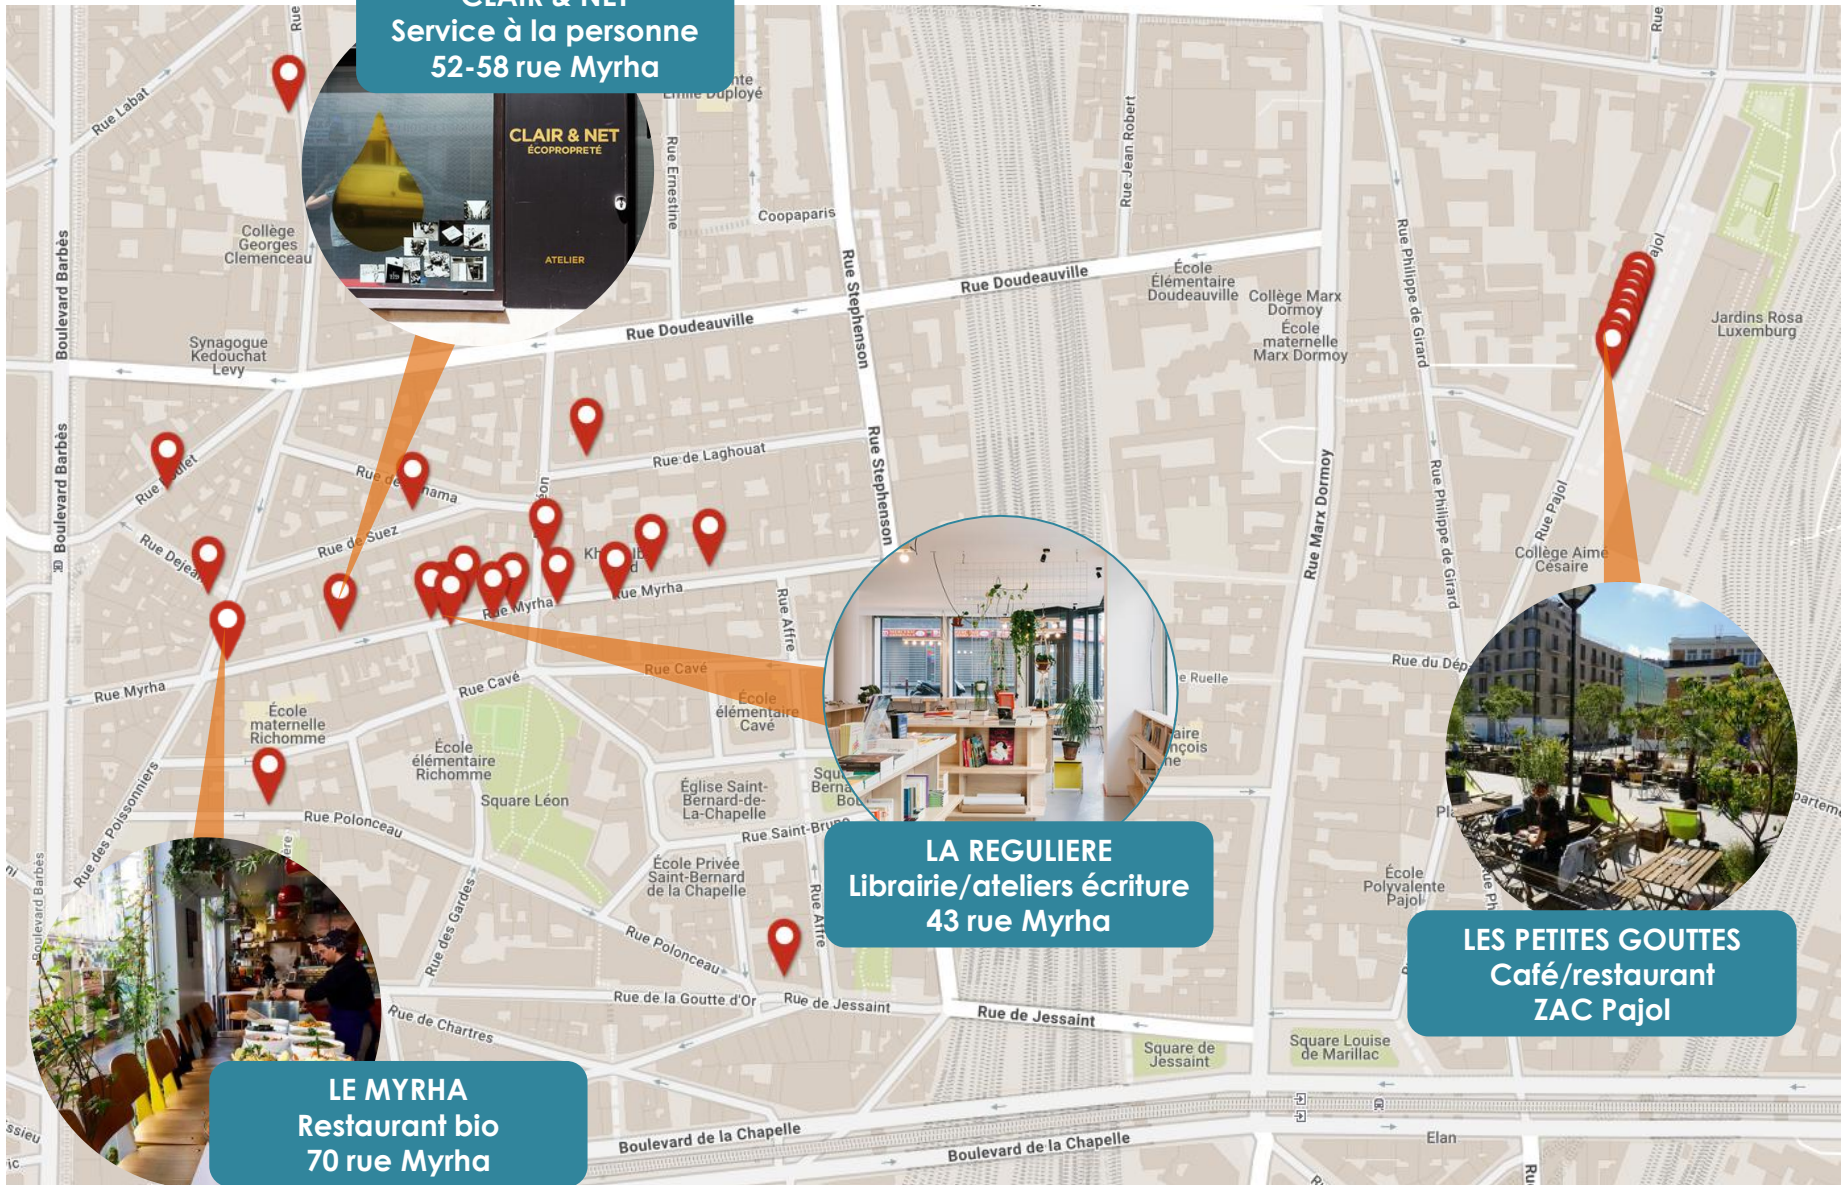 CLAIR & NET
Service à la personne
52-58 rue Myrha
CLAIR & NET
ÉCOPROPRETÉ
ATELIER
Rue Labat
Rue
Rue
Collège
Georges
Clemenceau
Boulevard Barbès
Boulevard Barbès
Boulevard Barbès
Boulevard Barbès
Synagogue
Kedouchat
Levy
Rue Ernestine
Coopaparis
Rue Jean Robert
Rue Stephenson
Rue Stephenson
Rue Doudeauville
Rue Doudeauville
École
Élémentaire
Doudeauville
Collège Marx
Dormoy
École
maternelle
Marx Dormoy
Rue Philippe de Girard
Rue Philippe de Girard
Jardins Rosa
Luxemburg
Rue de Laghouat
Rue de Suez
Rue Myrha
Rue Myrha
Rue Myrha
Rue Affre
Rue Affre
Rue Marx Dormoy
Rue Pajol
Collège Aimé
Césaire
Rue Cavé
Rue Cavé
École
maternelle
Richomme
École
élémentaire
Richomme
École
élémentaire
Cavé
Square Léon
Église Saint-
Bernard-de-
La-Chapelle
Rue Polonceau
Rue Polonceau
Rue des Poissonniers
Rue des Gardes
École Privée
Saint-Bernard
de la Chapelle
École
Polyvalente
Pajol
LA REGULIERE
Librairie/ateliers écriture
43 rue Myrha
LES PETITES GOUTTES
Café/restaurant
ZAC Pajol
Rue de la Goutte d'Or
Rue de Jessaint
Rue de Jessaint
Rue de Chartres
Square de
Jessaint
Square Louise
de Marillac
LE MYRHA
Restaurant bio
70 rue Myrha
Boulevard de la Chapelle
Boulevard de la Chapelle
Elan